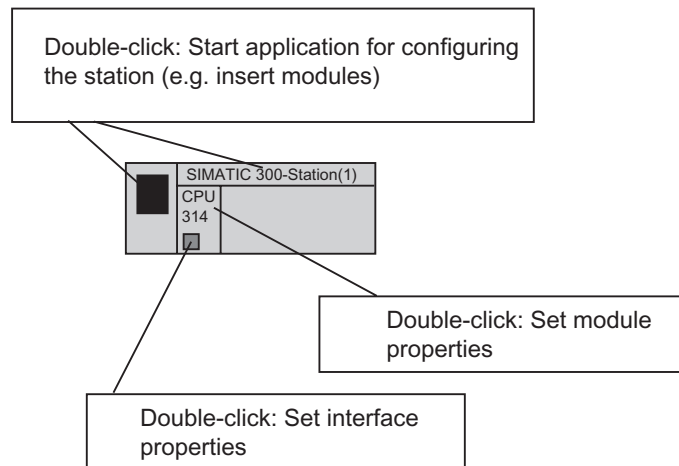 Double-click: Start application for configuring
the station (e.g. insert modules)
SIMATIC 300-Station(1)
CPU
314
Double-click: Set module
properties
Double-click: Set interface
properties